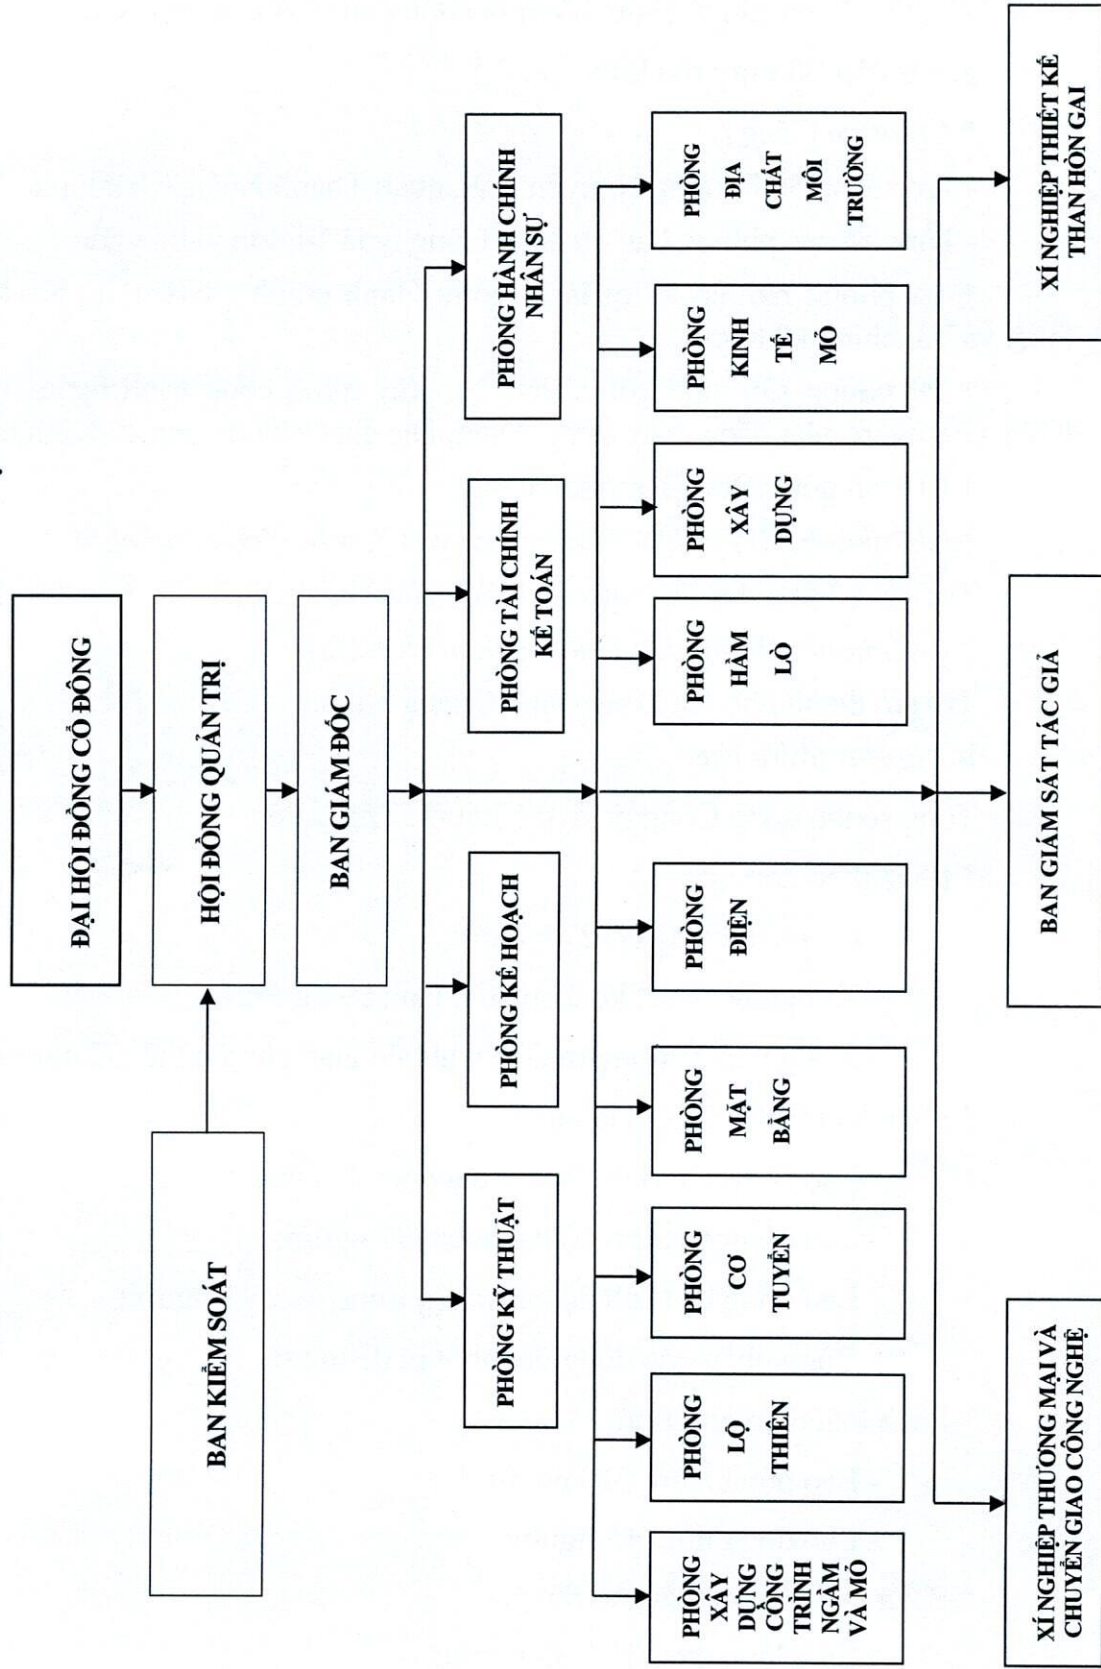 ĐẠI HỘI ĐỒNG CỔ ĐÔNG
BAN KIỂM SOÁT
HỘI ĐỒNG QUẢN TRỊ
BAN GIÁM ĐỐC
PHÒNG KỸ THUẬT
PHÒNG KẾ HOẠCH
PHÒNG TÀI CHÍNH
KẾ TOÁN
PHÒNG HÀNH CHINH
NHÂN SỰ
PHÒNG
XÂY
DỰNG
CÔNG
TRÌNH
NGẦM
VÀ MỎ
PHÒNG
LỘ
THIÊN
PHÒNG
CƠ
TUYỂN
PHÒNG
MẶT
BẰNG
PHÒNG
ĐIỆN
PHÒNG
HẦM
LÒ
PHÒNG
XÂY
DỰNG
PHÒNG
KINH
TẾ
MỎ
PHÒNG
ĐỊA
CHẤT
MÔI
TRƯỜNG
XÍ NGHIỆP THƯƠNG MẠI VÀ
CHUYỂN GIAO CÔNG NGHỆ
BAN GIÁM SÁT TÁC GIẢ
XÍ NGHIỆP THIẾT KẾ
THAN HÒN GAI